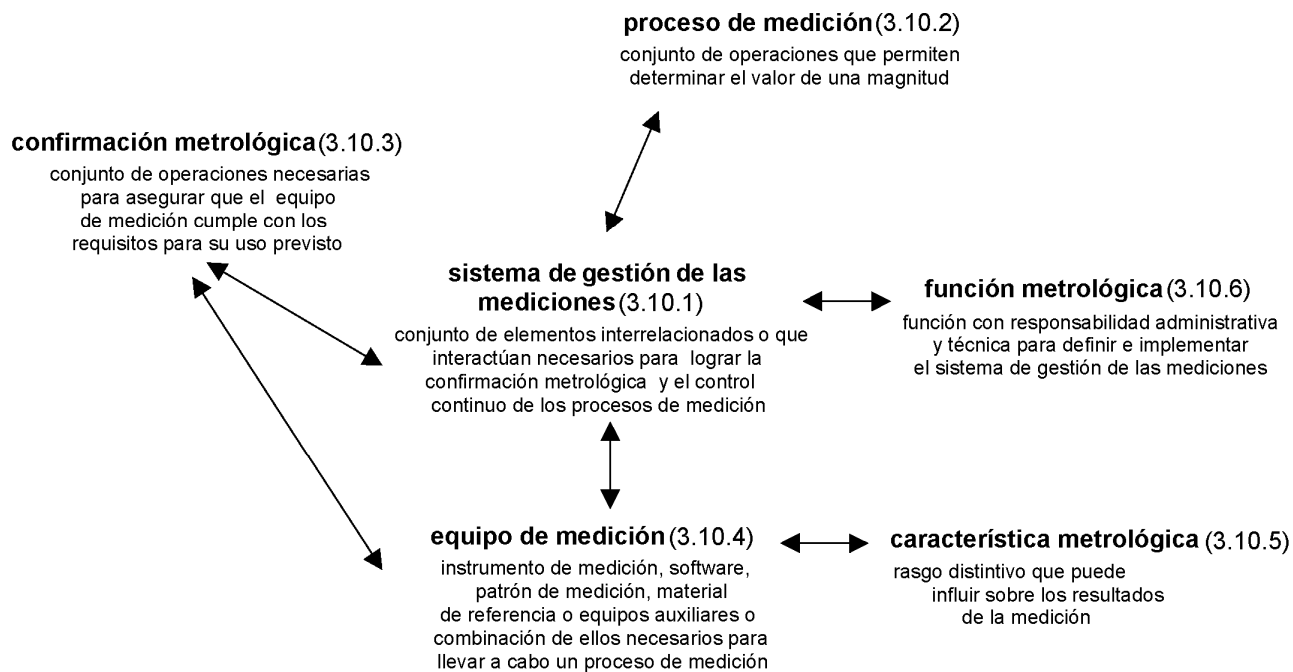 proceso de medición (3.10.2)
conjunto de operaciones que permiten
determinar el valor de una magnitud
confirmación metrológica (3.10.3)
conjunto de operaciones necesarias
para asegurar que el equipo
de medición cumple con los
requisitos para su uso previsto
sistema de gestión de las
mediciones (3.10.1)
conjunto de elementos interrelacionados o que
interactúan necesarios para lograr la
confirmación metrológica y el control
continuo de los procesos de medición
función metrológica (3.10.6)
función con responsabilidad administrativa
y técnica para definir e implementar
el sistema de gestión de las mediciones
equipo de medición (3.10.4)
instrumento de medición, software,
patrón de medición, material
de referencia o equipos auxiliares o
combinación de ellos necesarios para
llevar a cabo un proceso de medición
característica metrológica (3.10.5)
rasgo distintivo que puede
influir sobre los resultados
de la medición